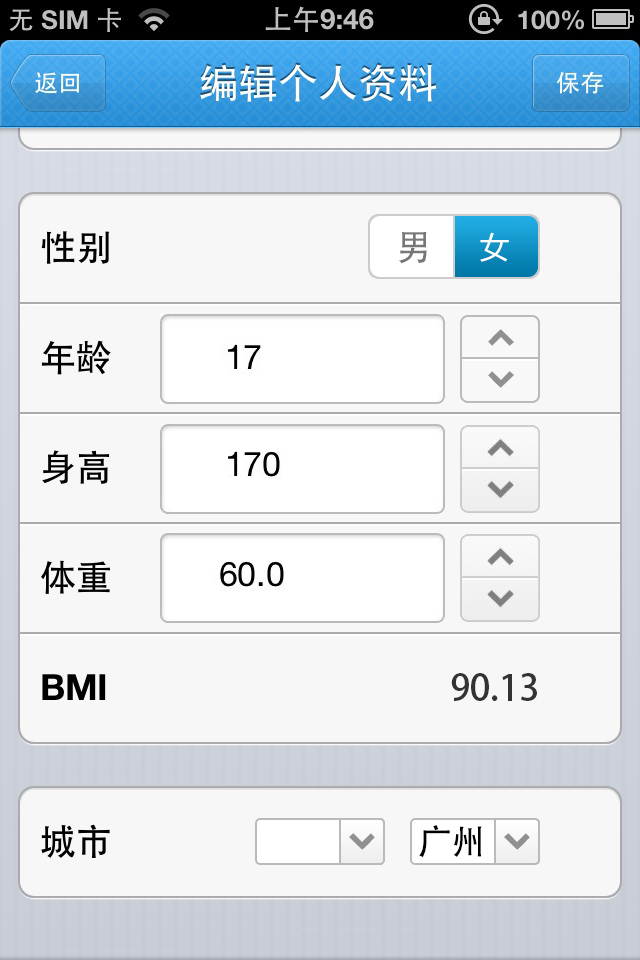 无 SIM 卡 上午9:46 100%
返回 编辑个人资料 保存
性别 男 女
年龄 17
身高 170
体重 60.0
BMI 90.13
城市 广州